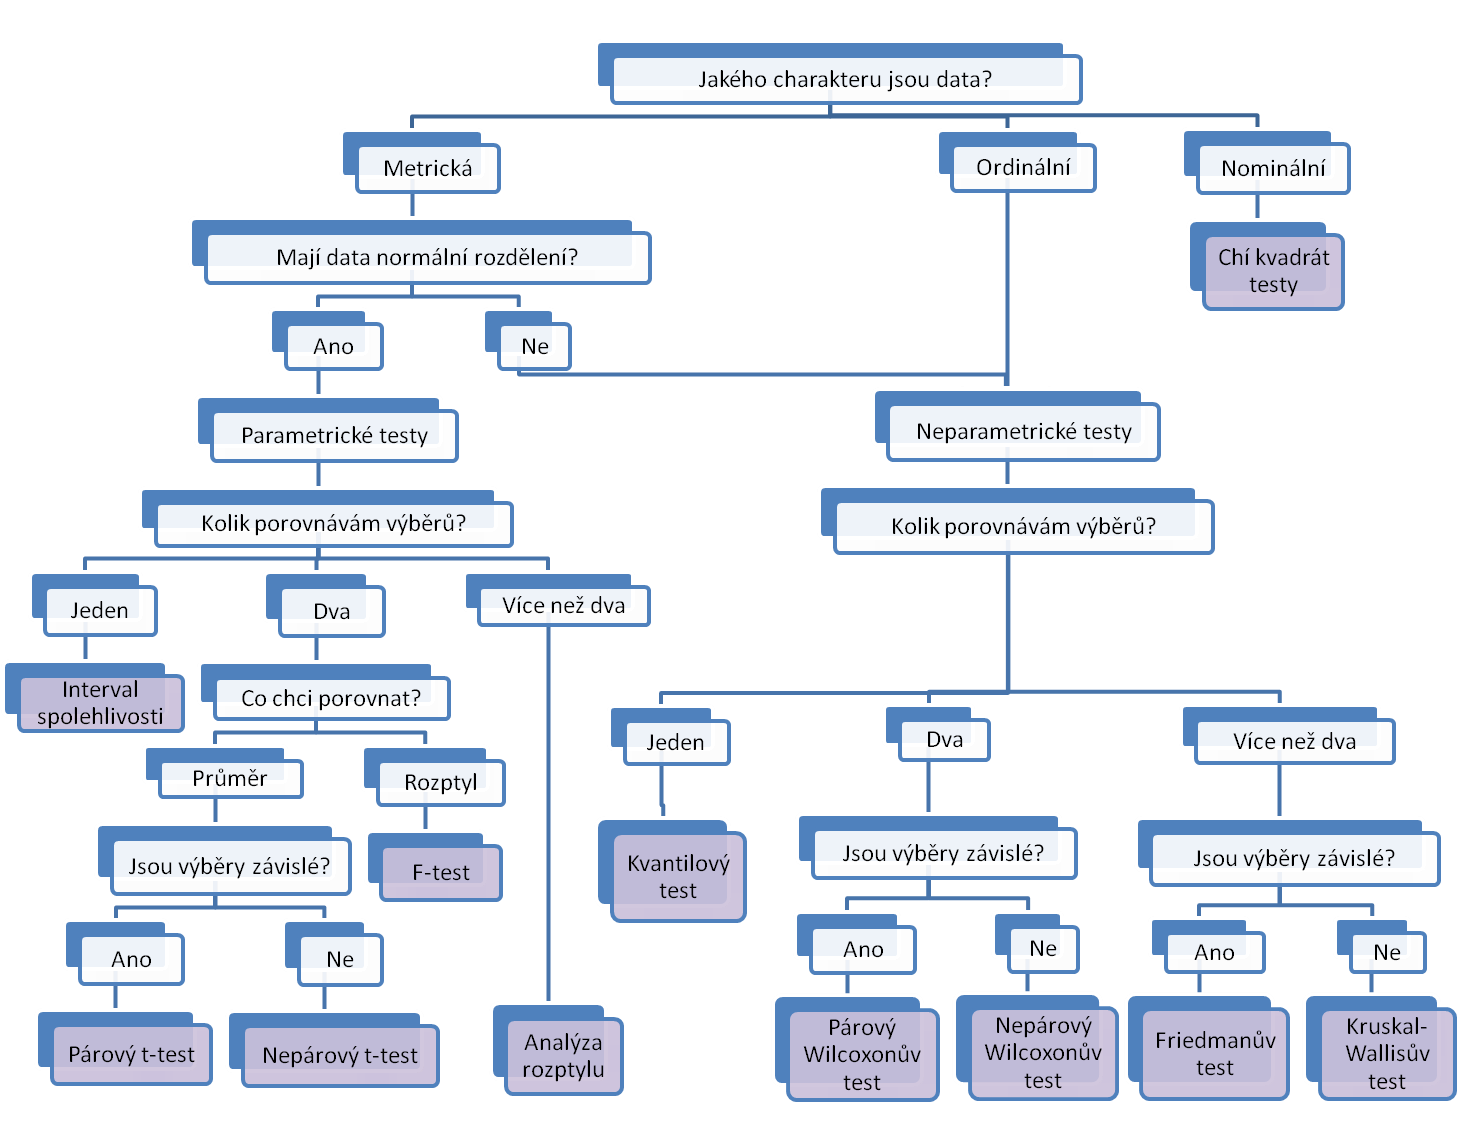 Jakého charakteru jsou data?
Metrická
Ordinální
Nominální
Mají data normální rozdělení?
Chí kvadrát
testy
Ano
Ne
Parametrické testy
Neparametrické testy
Kolik porovnávám výběrů?
Kolik porovnávám výběrů?
Jeden
Dva
Více než dva
Interval
spolehlivosti
Co chci porovnat?
Jeden
Dva
Více než dva
Průměr
Rozptyl
Jsou výběry závislé?
F-test
Kvantilový
test
Jsou výběry závislé?
Jsou výběry závislé?
Ano
Ne
Ano
Ne
Ano
Ne
Párový t-test
Nepárový t-test
Analýza
rozptylu
Párový
Wilcoxonův
test
Nepárový
Wilcoxonův
test
Friedmanův
test
Kruskal-
Wallisův
test